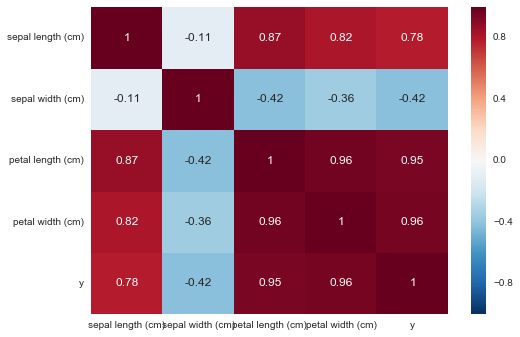 sepal length (cm) 1 -0.11 0.87 0.82 0.78
sepal width (cm) -0.11 1 -0.42 -0.36 -0.42
petal length (cm) 0.87 -0.42 1 0.96 0.95
petal width (cm) 0.82 -0.36 0.96 1 0.96
y 0.78 -0.42 0.95 0.96 1
sepal length (cm) sepal width (cm) petal length (cm) petal width (cm) y
0.8
0.4
0.0
−0.4
−0.8